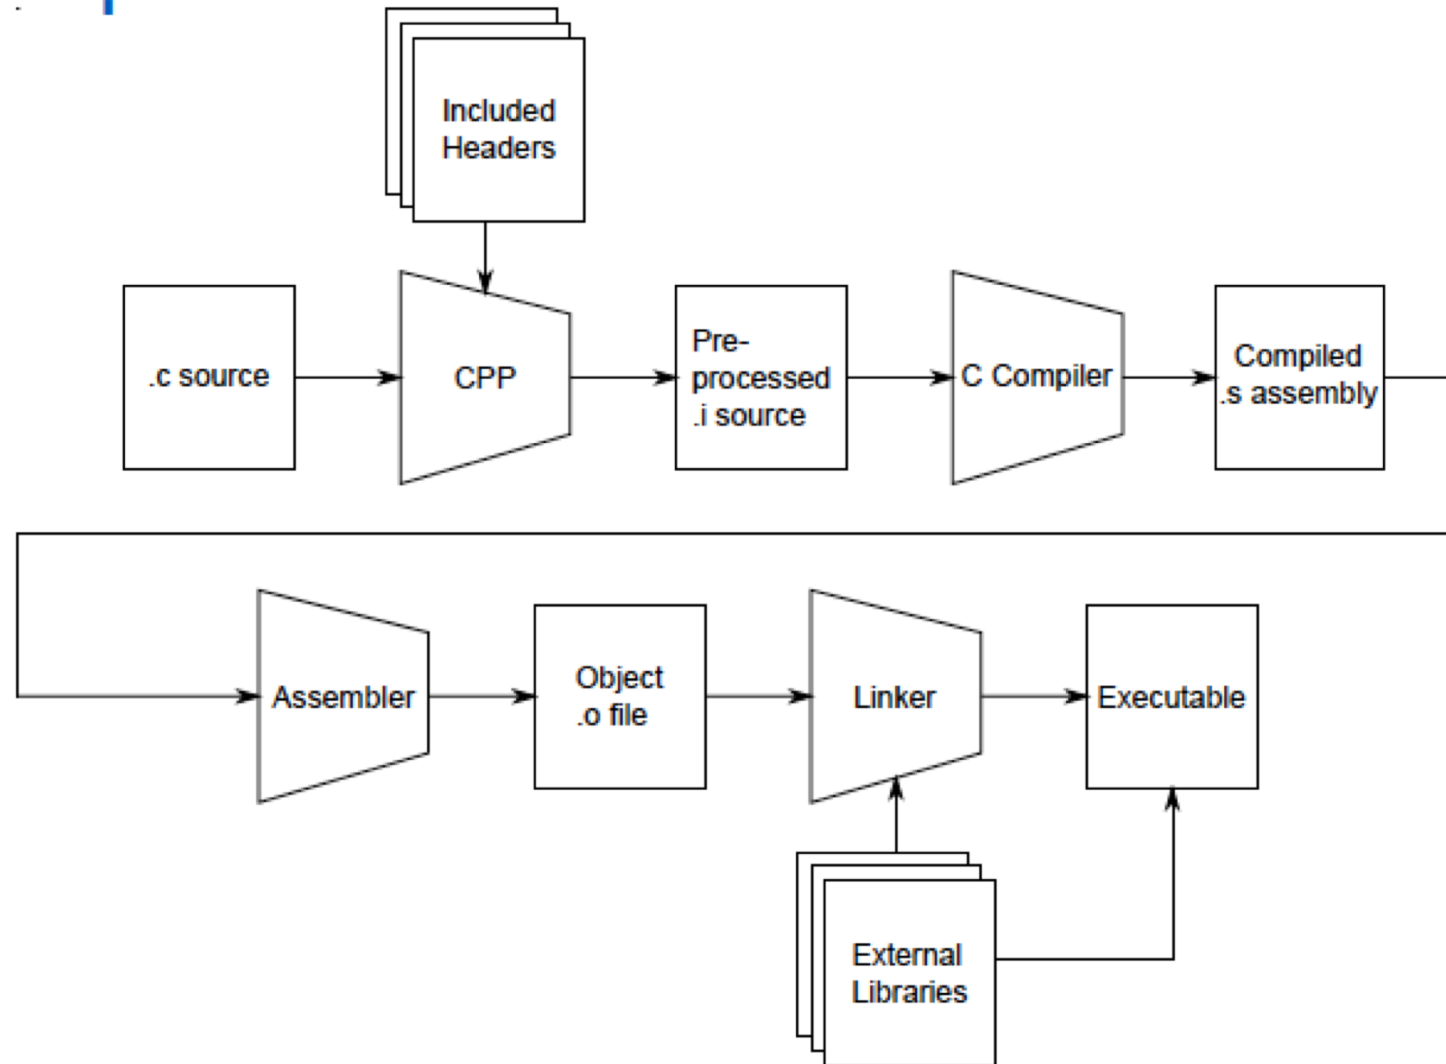 Included
Headers
.c source
CPP
Pre-
processed
.i source
C Compiler
Compiled
.s assembly
Assembler
Object
.o file
Linker
Executable
External
Libraries